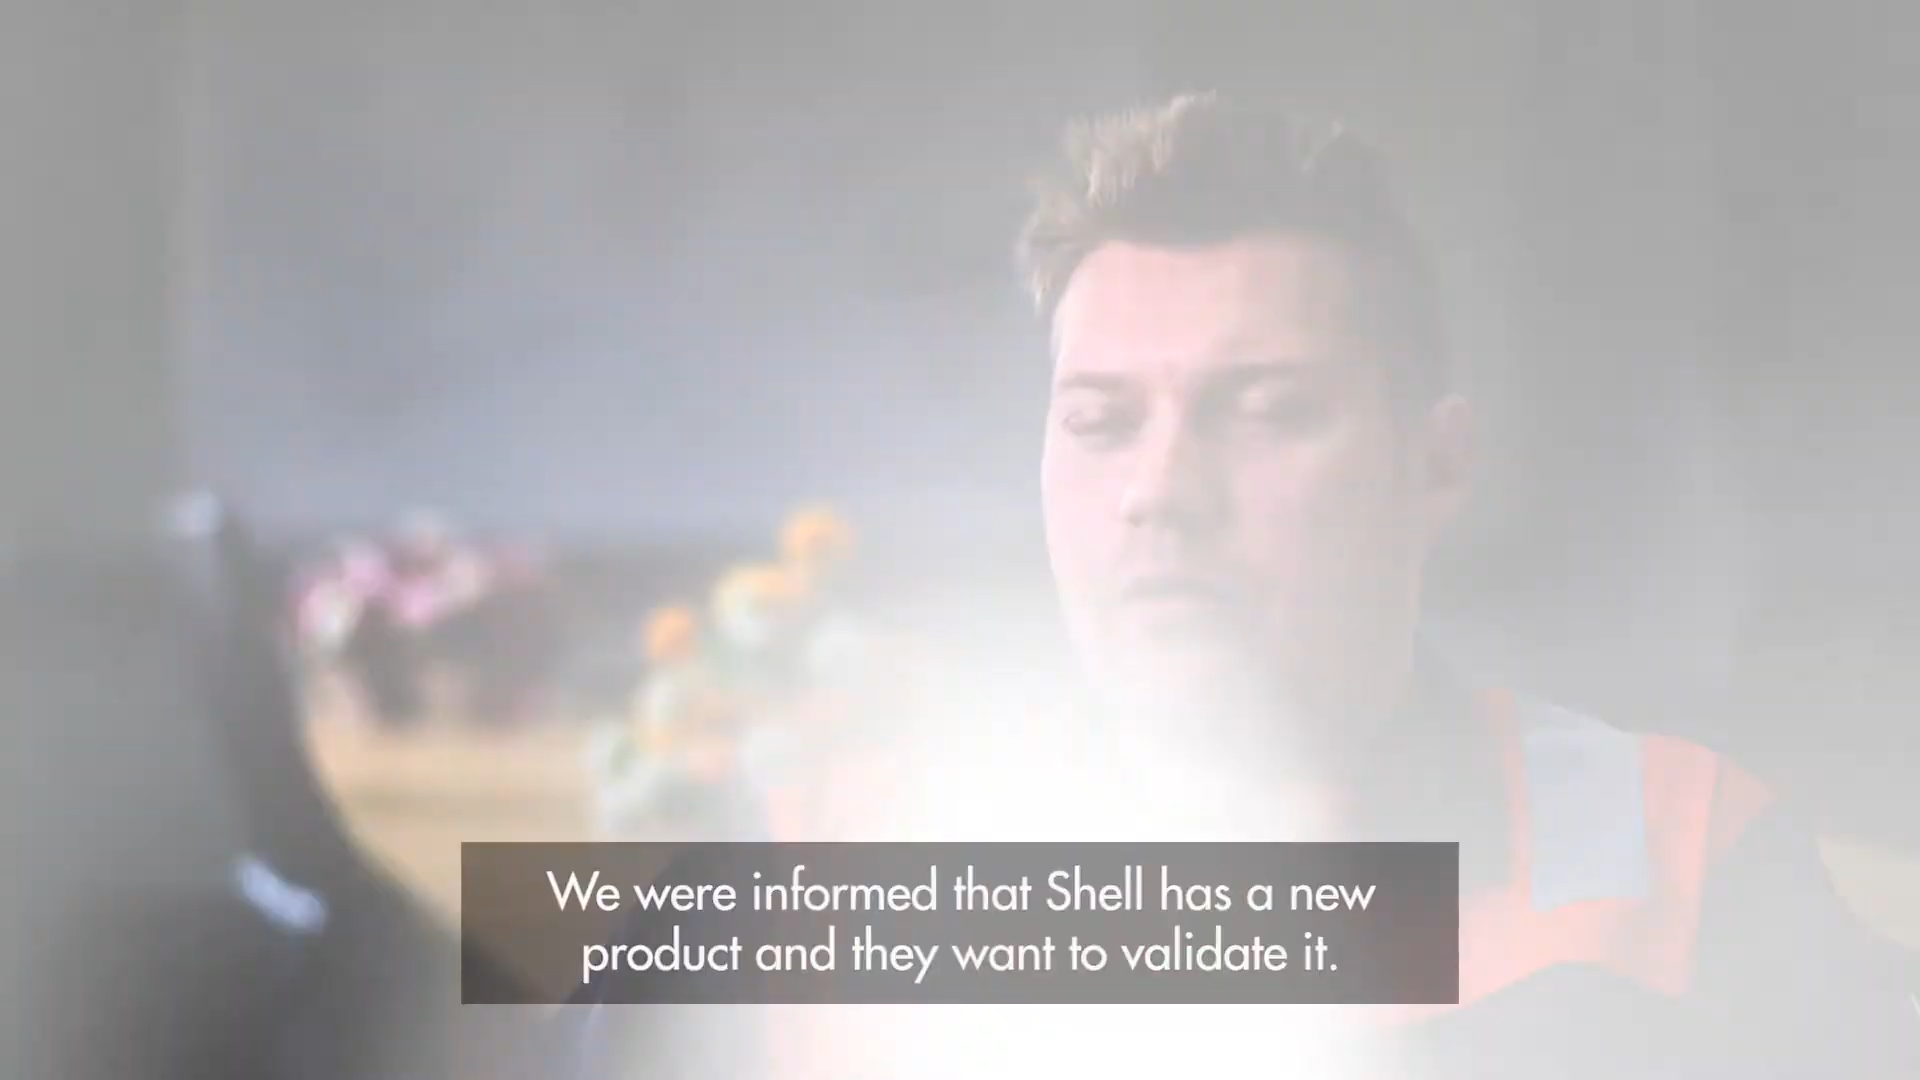 We were informed that Shell has a new
product and they want to validate it.